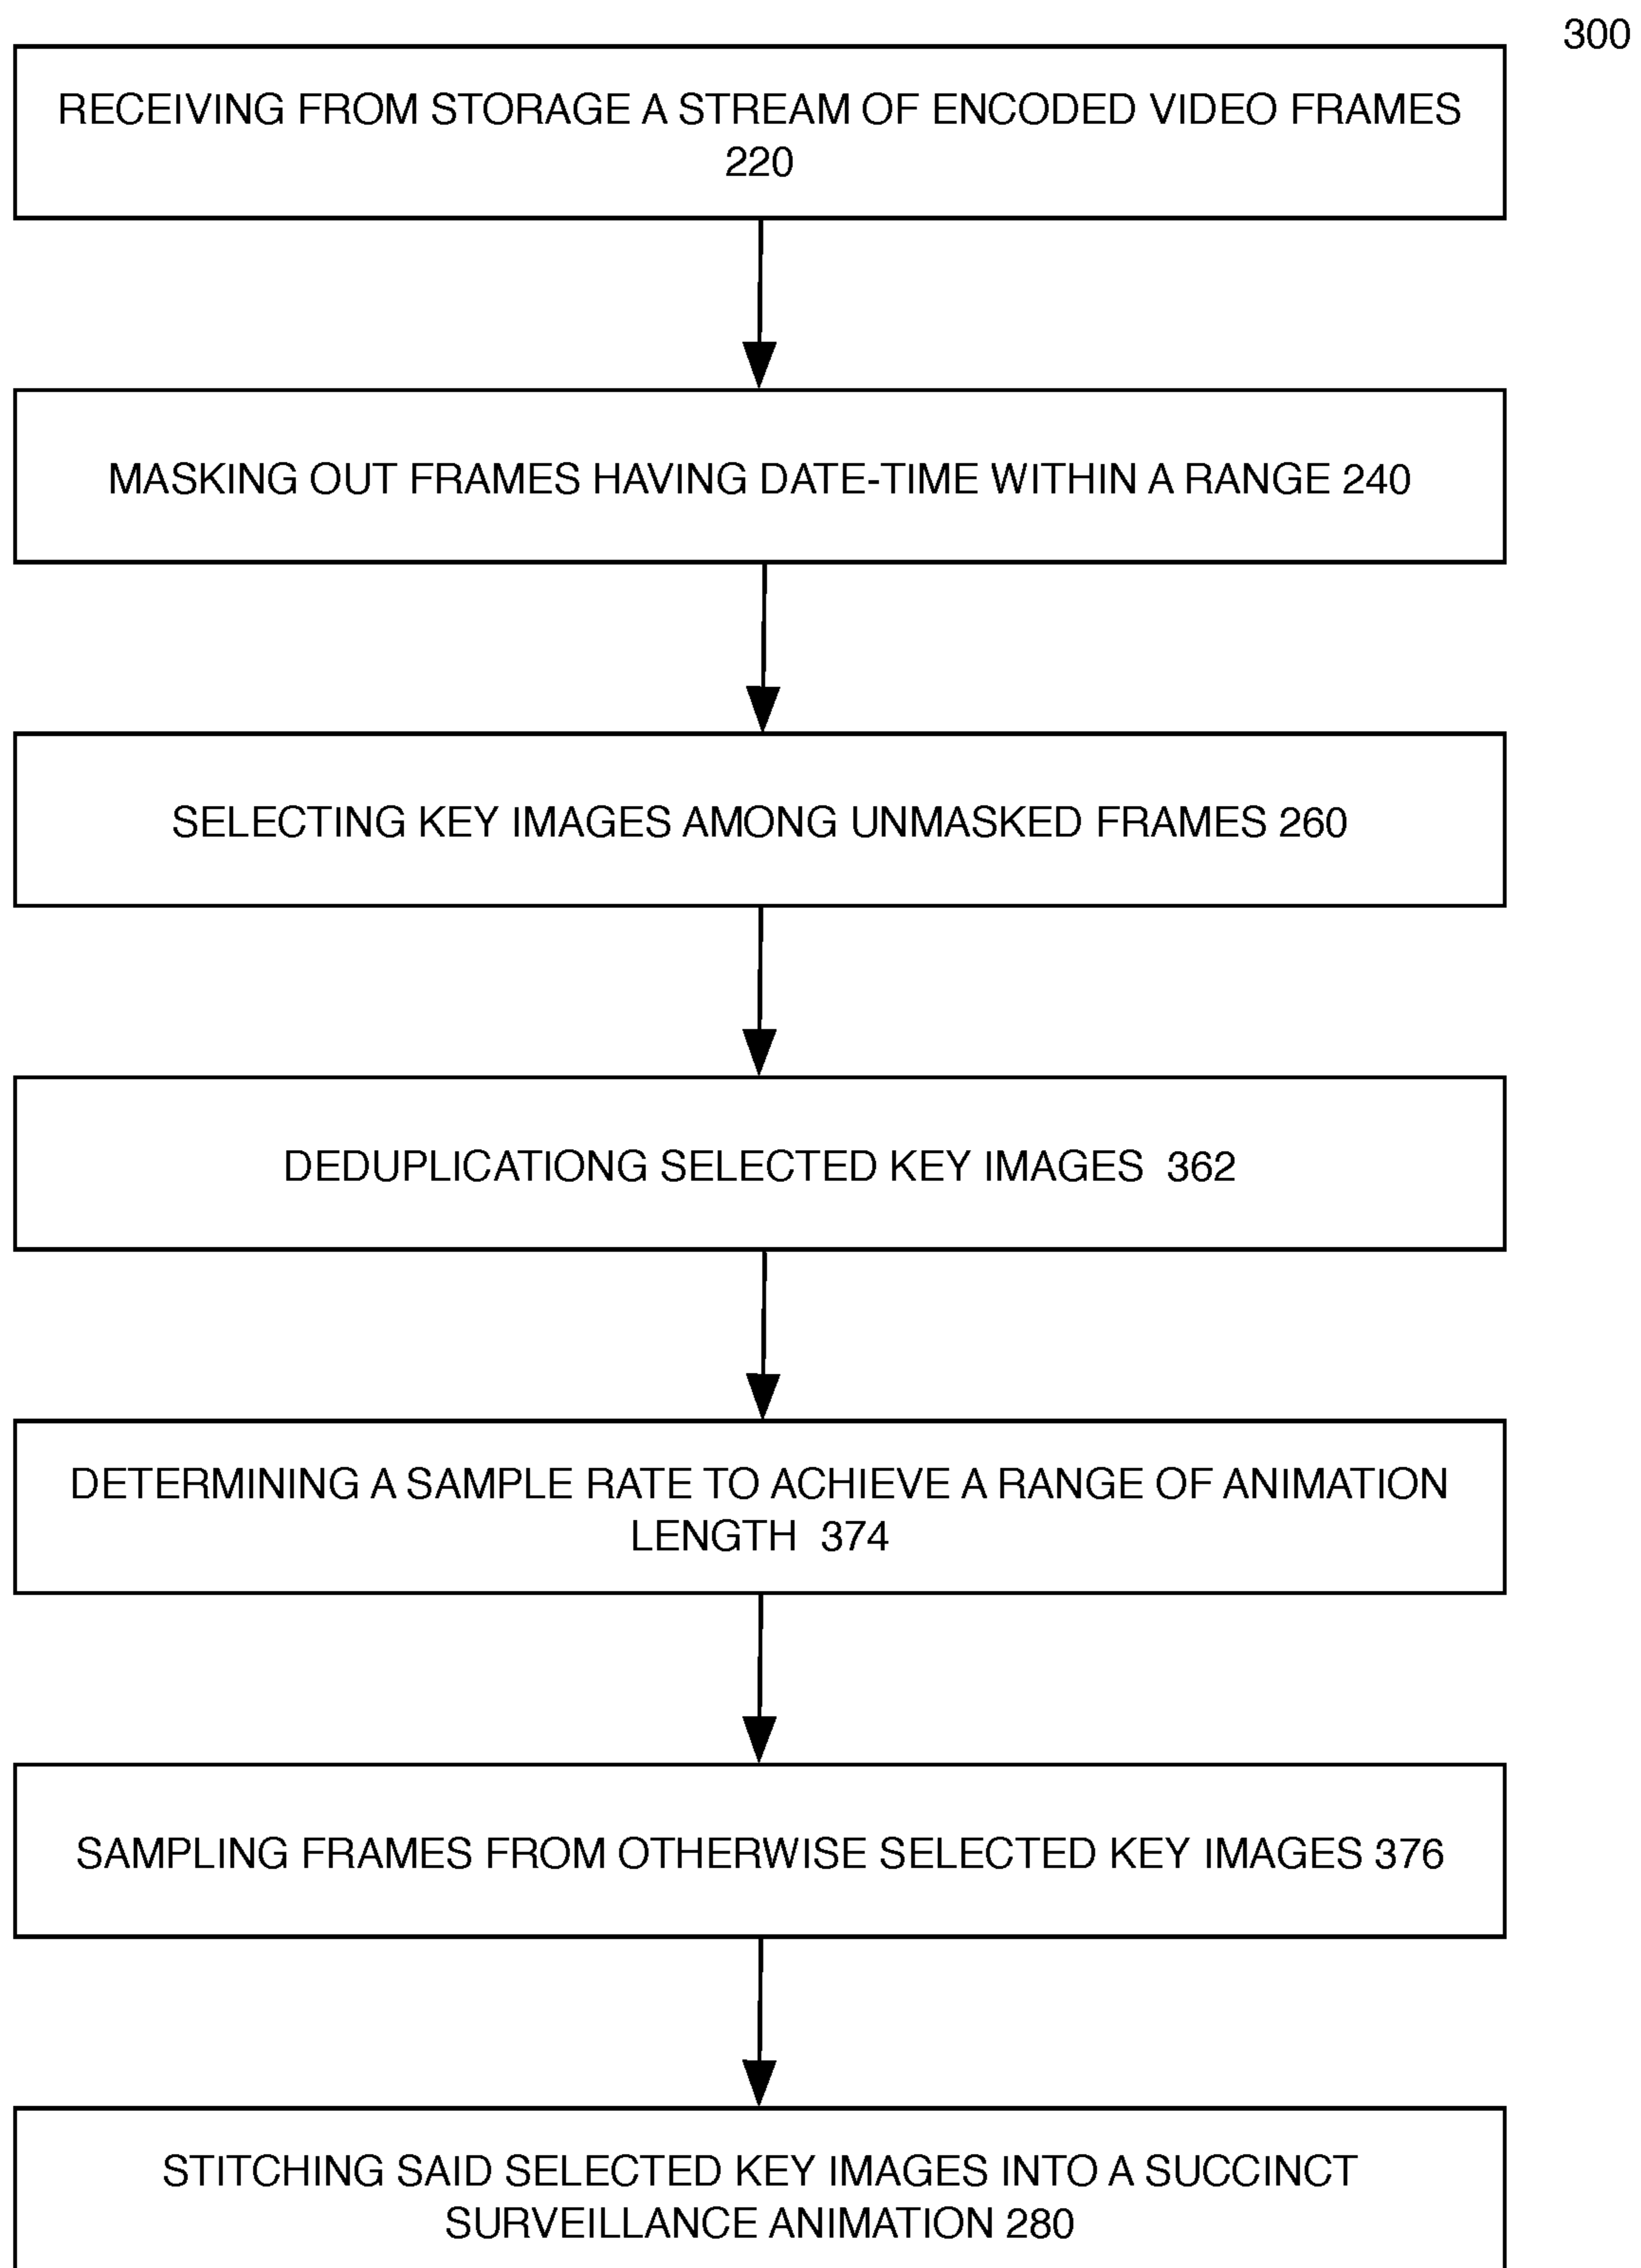 300
RECEIVING FROM STORAGE A STREAM OF ENCODED VIDEO FRAMES
220
MASKING OUT FRAMES HAVING DATE-TIME WITHIN A RANGE 240
SELECTING KEY IMAGES AMONG UNMASKED FRAMES 260
DEDUPLICATIONG SELECTED KEY IMAGES 362
DETERMINING A SAMPLE RATE TO ACHIEVE A RANGE OF ANIMATION
LENGTH 374
SAMPLING FRAMES FROM OTHERWISE SELECTED KEY IMAGES 376
STITCHING SAID SELECTED KEY IMAGES INTO A SUCCINCT
SURVEILLANCE ANIMATION 280